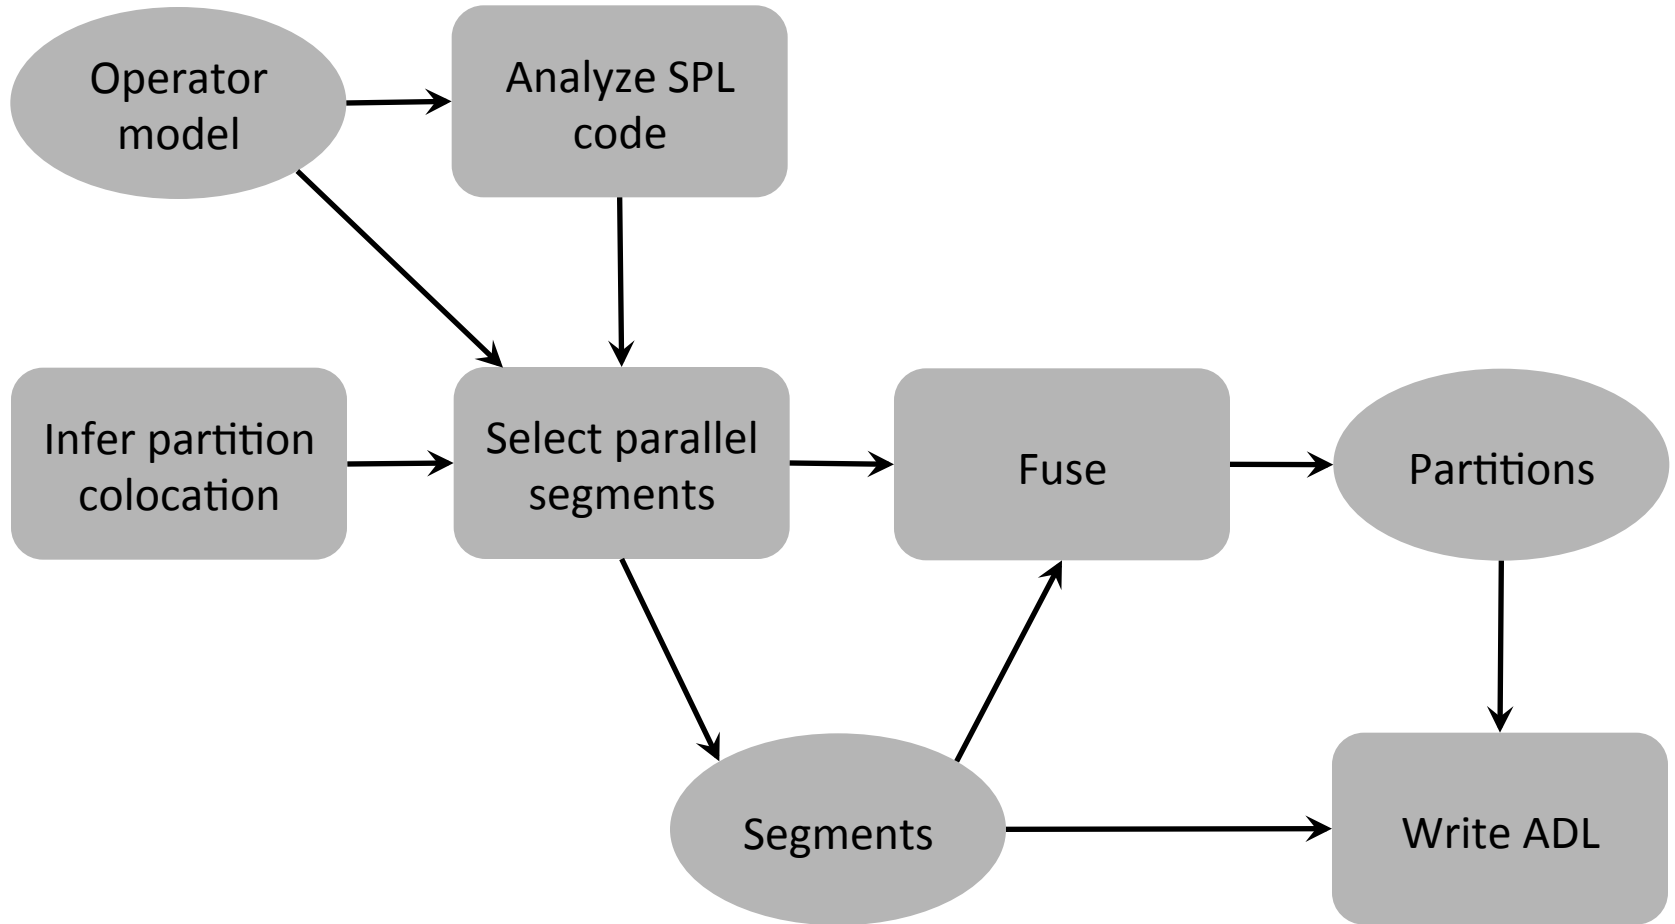 Operator
model
Analyze SPL
code
Infer partition
colocation
Select parallel
segments
Fuse
Partitions
Segments
Write ADL